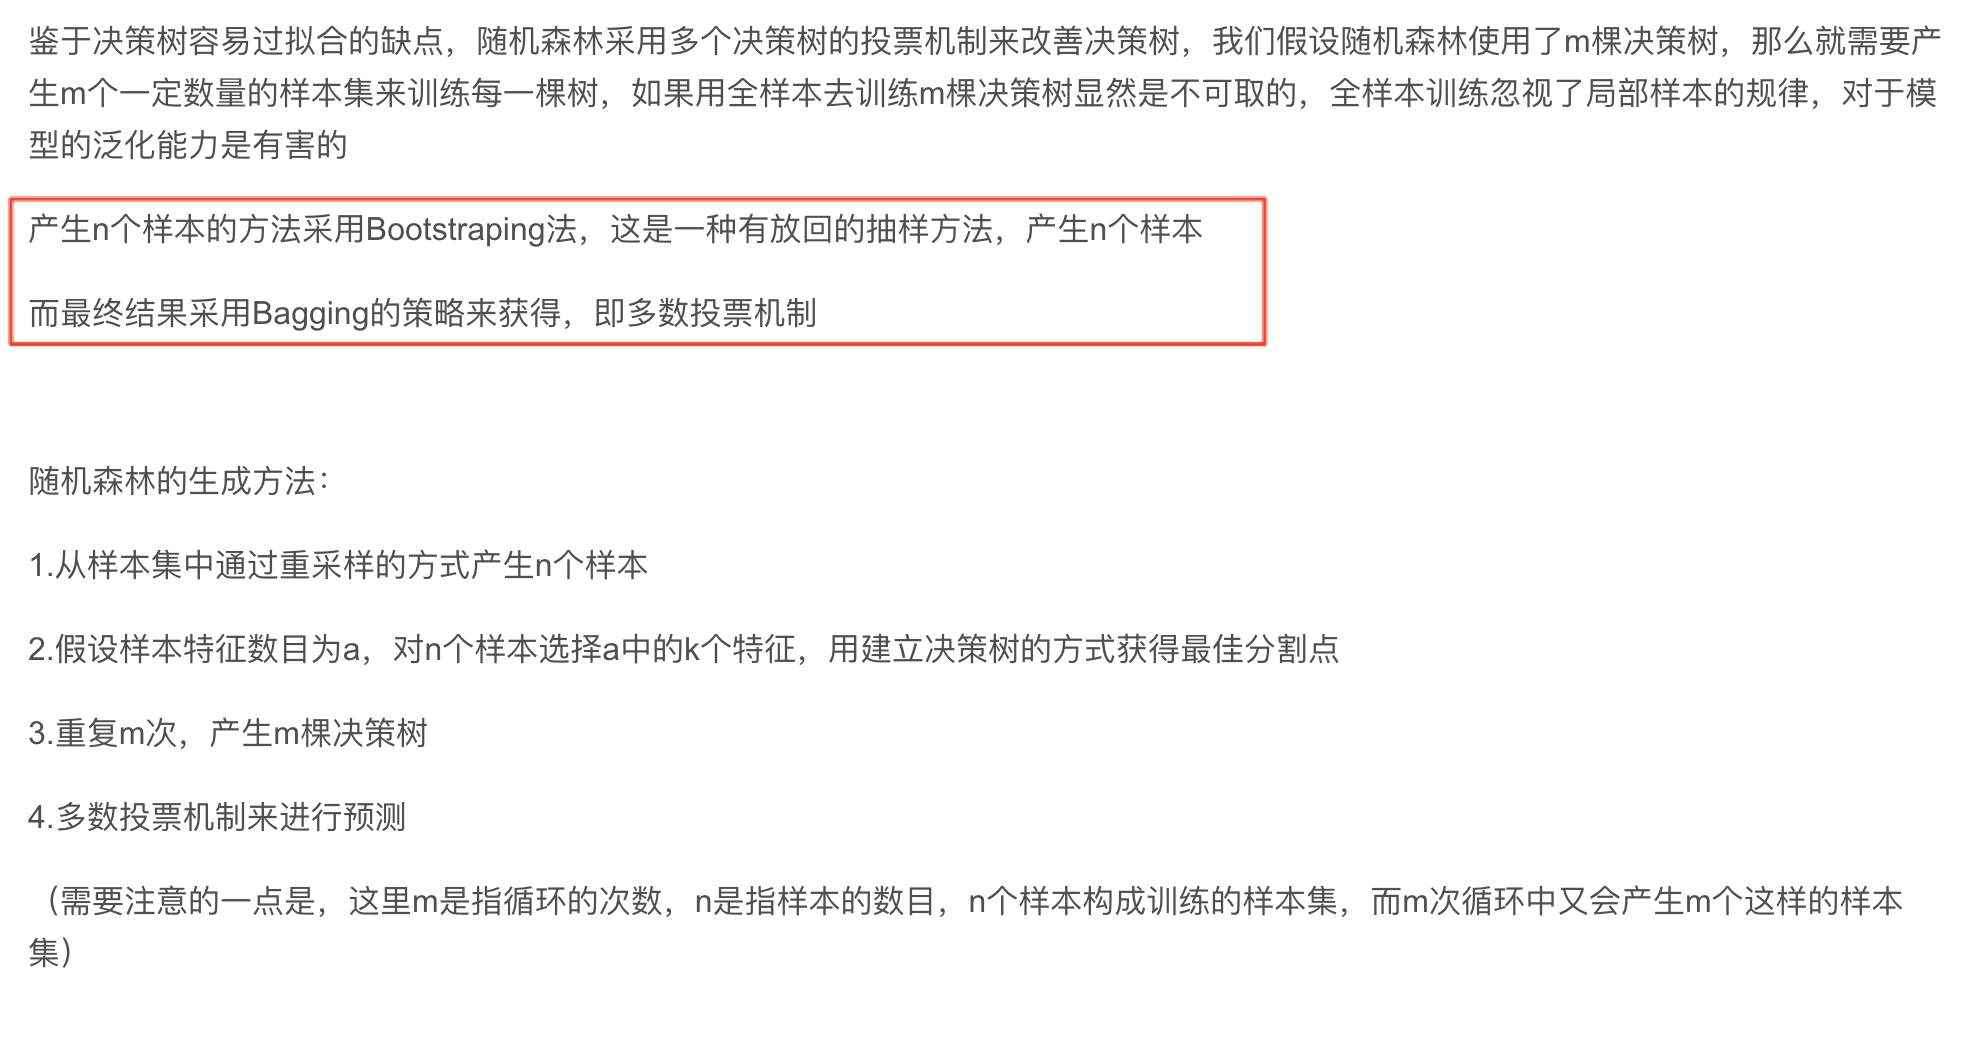 鉴于决策树容易过拟合的缺点，随机森林采用多个决策树的投票机制来改善决策树，我们假设随机森林使用了m棵决策树，那么就需要产
生m个一定数量的样本集来训练每一棵树，如果用全样本去训练m棵决策树显然是不可取的，全样本训练忽视了局部样本的规律，对于模
型的泛化能力是有害的
产生n个样本的方法采用Bootstraping法，这是一种有放回的抽样方法，产生n个样本
而最终结果采用Bagging的策略来获得，即多数投票机制
随机森林的生成方法：
1.从样本集中通过重采样的方式产生n个样本
2.假设样本特征数目为a，对n个样本选择a中的k个特征，用建立决策树的方式获得最佳分割点
3.重复m次，产生m棵决策树
4.多数投票机制来进行预测
（需要注意的一点是，这里m是指循环的次数，n是指样本的数目，n个样本构成训练的样本集，而m次循环中又会产生m个这样的样本
集）